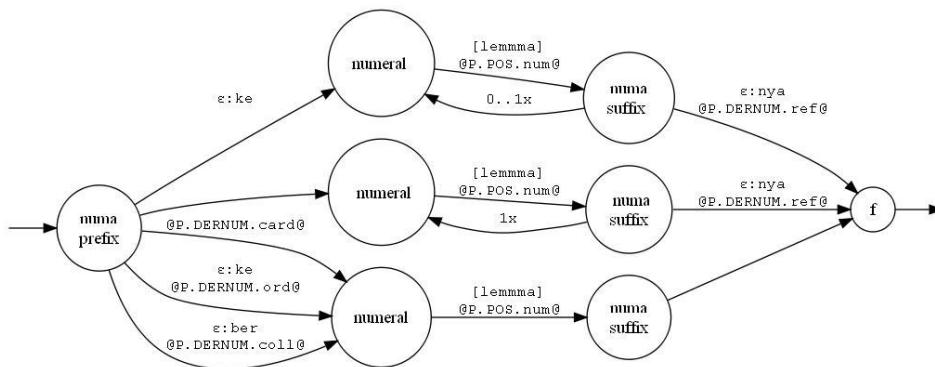 numeral
[lemmma]
@P.POS.num@
0..1x
numa
suffix
ε:nya
@P.DERNUM.ref@
ε:ke
numeral
[lemmma]
@P.POS.num@
1x
numa
suffix
ε:nya
@P.DERNUM.ref@
f
numa
prefix
@P.DERNUM.card@
ε:ke
@P.DERNUM.ord@
ε:ber
@P.DERNUM.coll@
numeral
[lemmma]
@P.POS.num@
numa
suffix